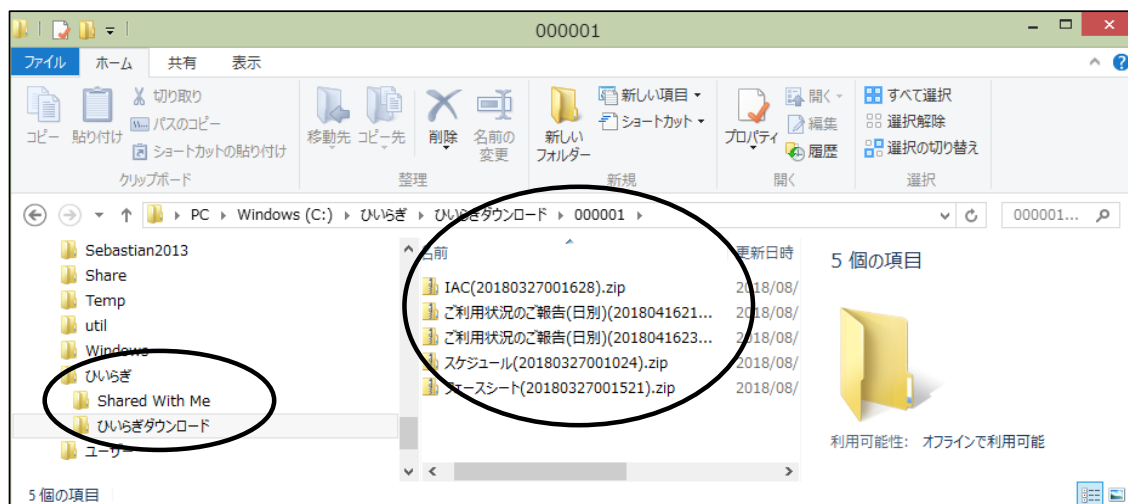 000001
ファイル ホーム 共有 表示
コピー 貼り付け 切り取り パスのコピー ショートカットの貼り付け
移動先 コピー先 削除 名前の変更
新しいフォルダー 新しい項目 ショートカット
プロパティ 開く 編集 履歴
すべて選択 選択解除 選択の切り替え
クリップボード 整理 新規 開く 選択
PC Windows (C:) ひいらぎ ひいらぎダウンロード 000001 000001...
Sebastian2013
Share
Temp
util
Windows
ひいらぎ
Shared With Me
ひいらぎダウンロード
ユーザー
名前 更新日時
IAC(20180327001628).zip 2018/08/
ご利用状況のご報告(日別)(2018041621... 2018/08/
ご利用状況のご報告(日別)(2018041623... 2018/08/
スケジュール(20180327001024).zip 2018/08/
フェースシート(20180327001521).zip 2018/08/
5 個の項目
利用可能性: オフラインで利用可能
5 個の項目